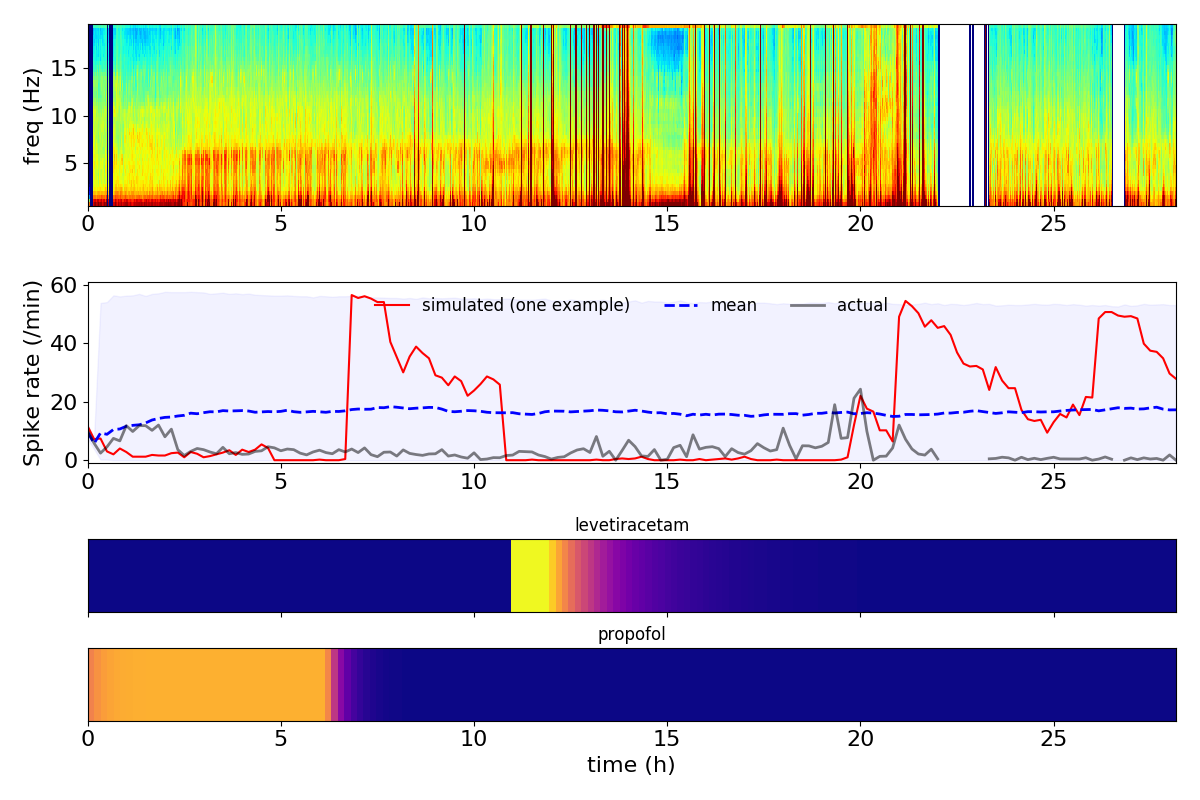 freq (Hz)
15
10
5
0 5 10 15 20 25
Spike rate (/min)
60
40
20
0
simulated (one example) mean actual
0 5 10 15 20 25
levetiracetam
propofol
0 5 10 15 20 25
time (h)